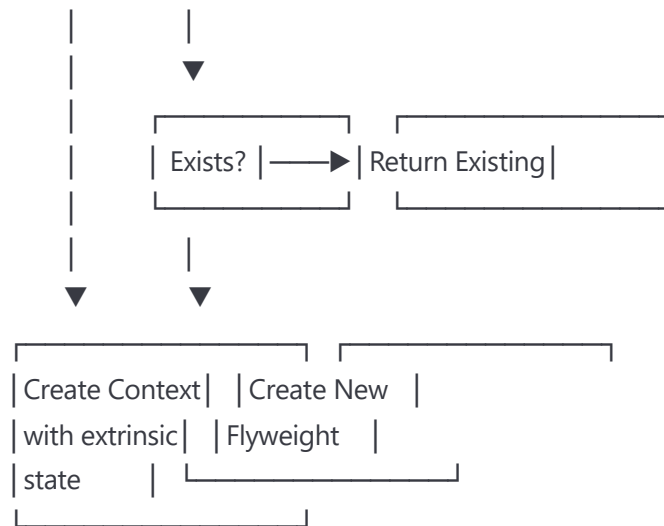 Exists? Return Existing
Create Context Create New
with extrinsic Flyweight
state